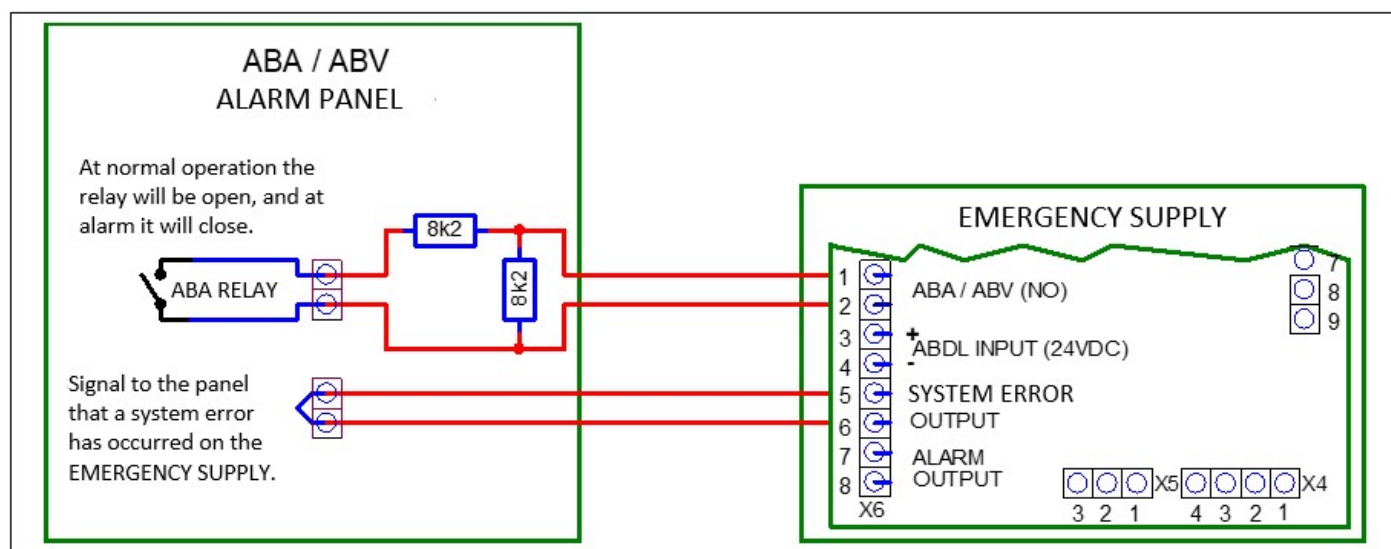 ABA / ABV
ALARM PANEL
At normal operation the
relay will be open, and at
alarm it will close.
8k2
8k2
ABA RELAY
Signal to the panel
that a system error
has occurred on the
EMERGENCY SUPPLY.
EMERGENCY SUPPLY
1
2
3
4
5
6
7
8
X6
ABA / ABV (NO)
+
ABDL INPUT (24VDC)
-
SYSTEM ERROR
OUTPUT
ALARM
OUTPUT
7
8
9
X5
3 2 1
X4
4 3 2 1